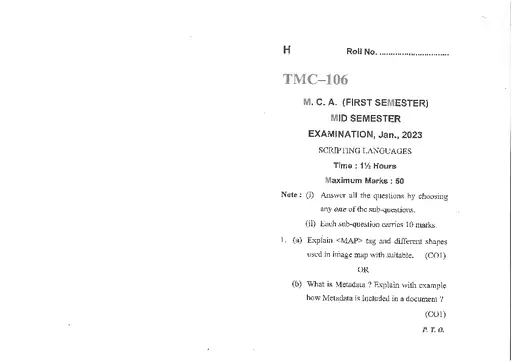 H Roll No. ..............................
TMC–106
M. C. A. (FIRST SEMESTER)
MID SEMESTER
EXAMINATION, Jan., 2023
SCRIPTING LANGUAGES
Time : 1½ Hours
Maximum Marks : 50
Note : (i) Answer all the questions by choosing
any one of the sub-questions.
(ii) Each sub-question carries 10 marks.
1. (a) Explain <MAP> tag and different shapes
used in image map with suitable. (CO1)
OR
(b) What is Metadata ? Explain with example
how Metadata is included in a document ?
(CO1)
P. T. O.